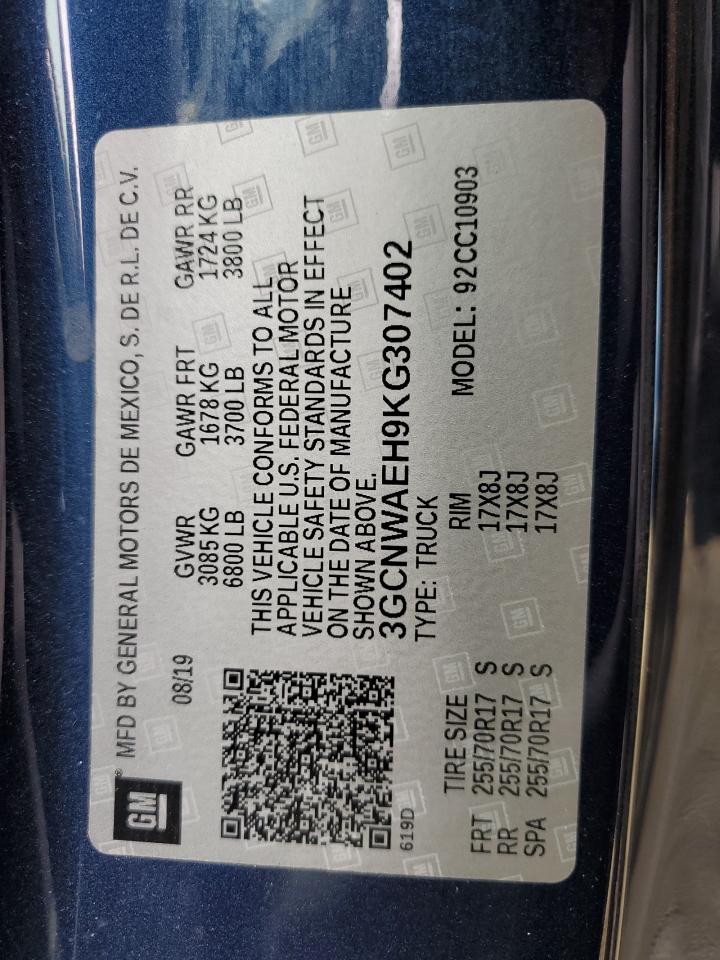 GM
MFD BY GENERAL MOTORS DE MEXICO, S. DE R.L. DE C.V.
08/19
GVWR GAWR FRT GAWR RR
3085 KG 1678 KG 1724 KG
6800 LB 3700 LB 3800 LB
THIS VEHICLE CONFORMS TO ALL
APPLICABLE U.S. FEDERAL MOTOR
VEHICLE SAFETY STANDARDS IN EFFECT
ON THE DATE OF MANUFACTURE
SHOWN ABOVE.
3GCNWAEH9KG307402
TYPE: TRUCK MODEL: 92CC10903
619D
TIRE SIZE RIM
FRT 255/70R17 S 17X8J
RR 255/70R17 S 17X8J
SPA 255/70R17 S 17X8J